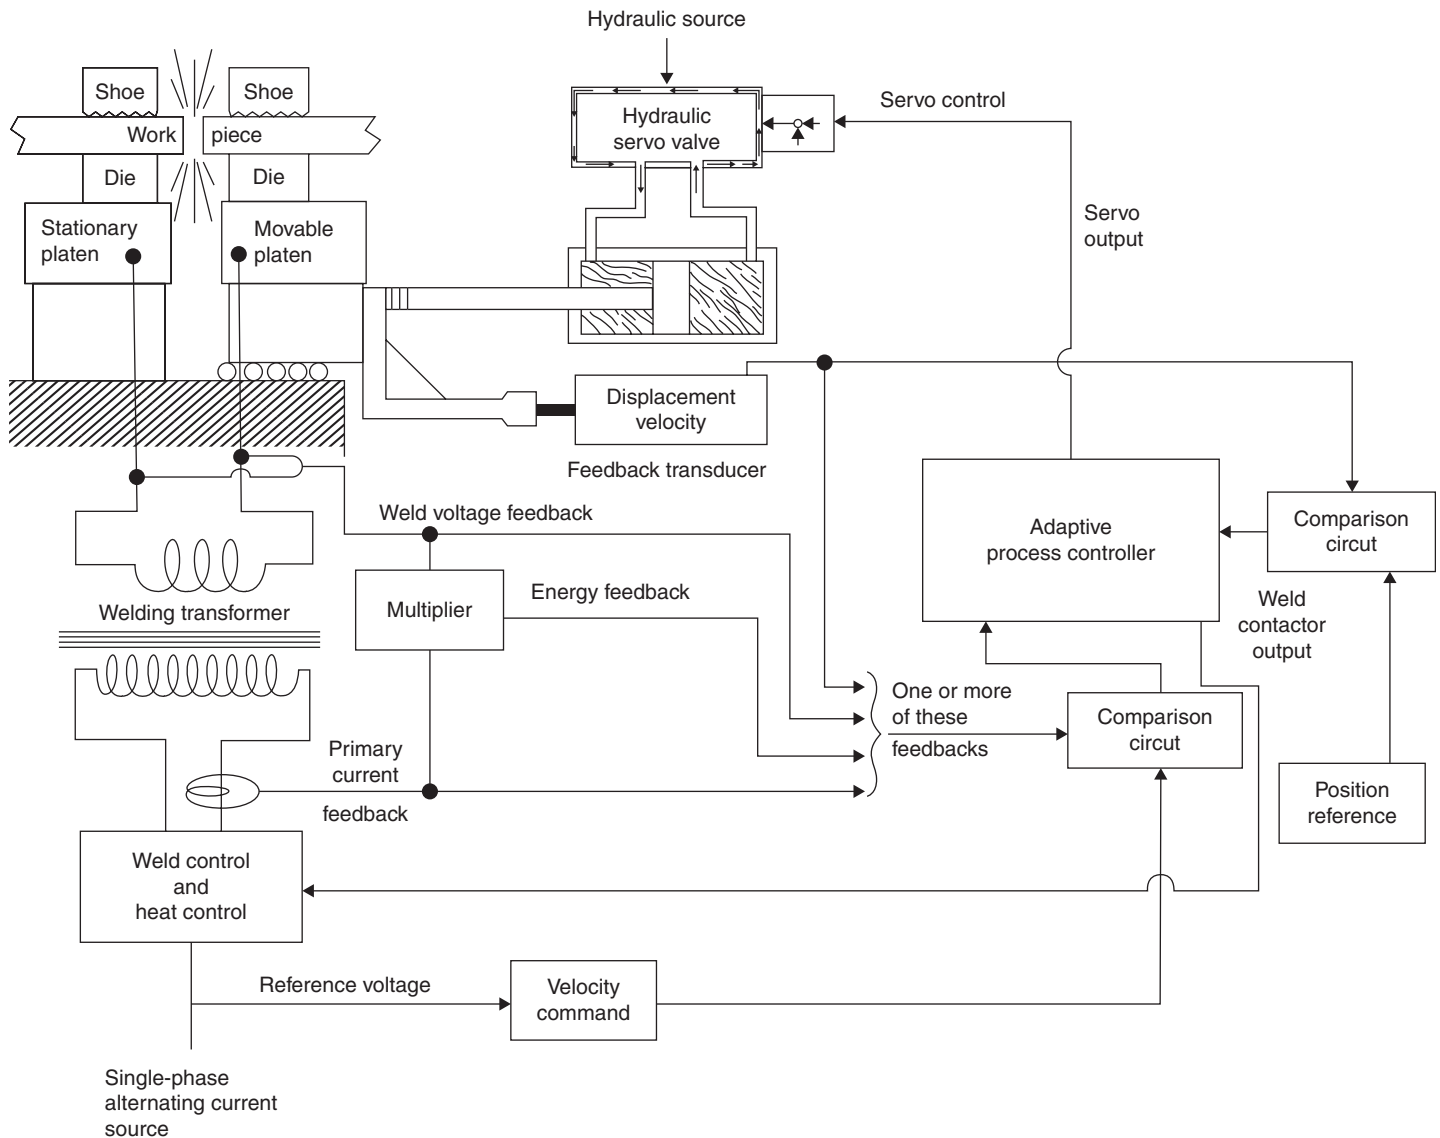 Hydraulic source
Shoe
Shoe
Work
piece
Hydraulic
servo valve
Servo control
Die
Die
Stationary
platen
Movable
platen
Servo
output
Displacement
velocity
Feedback transducer
Weld voltage feedback
Adaptive
process controller
Comparison
circut
Welding transformer
Multiplier
Energy feedback
Weld
contactor
output
One or more
of these
feedbacks
Comparison
circut
Primary
current
feedback
Position
reference
Weld control
and
heat control
Reference voltage
Velocity
command
Single-phase
alternating current
source